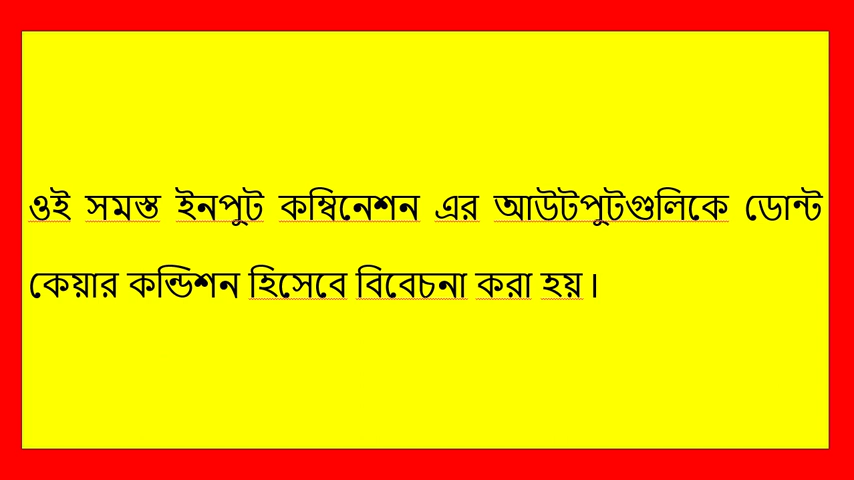 ওই সমস্ত ইনপুট কম্বিনেশন এর আউটপুটগুলিকে ডোন্ট
কেয়ার কন্ডিশন হিসেবে বিবেচনা করা হয়।